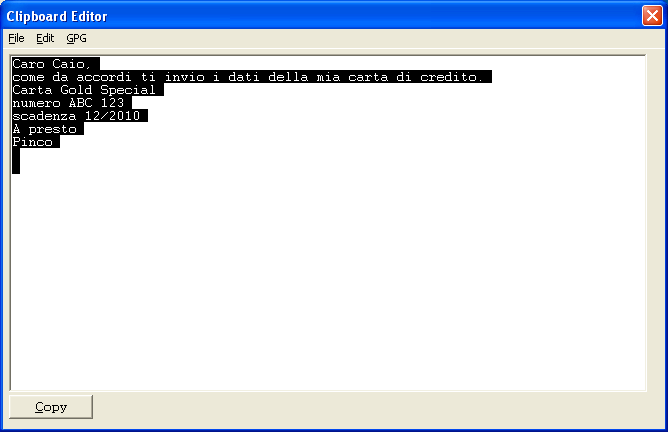 Clipboard Editor
File Edit GPG
Caro Caio,
come da accordi ti invio i dati della mia carta di credito.
Carta Gold Special
numero ABC 123
scadenza 12/2010
A presto
Pinco
Copy